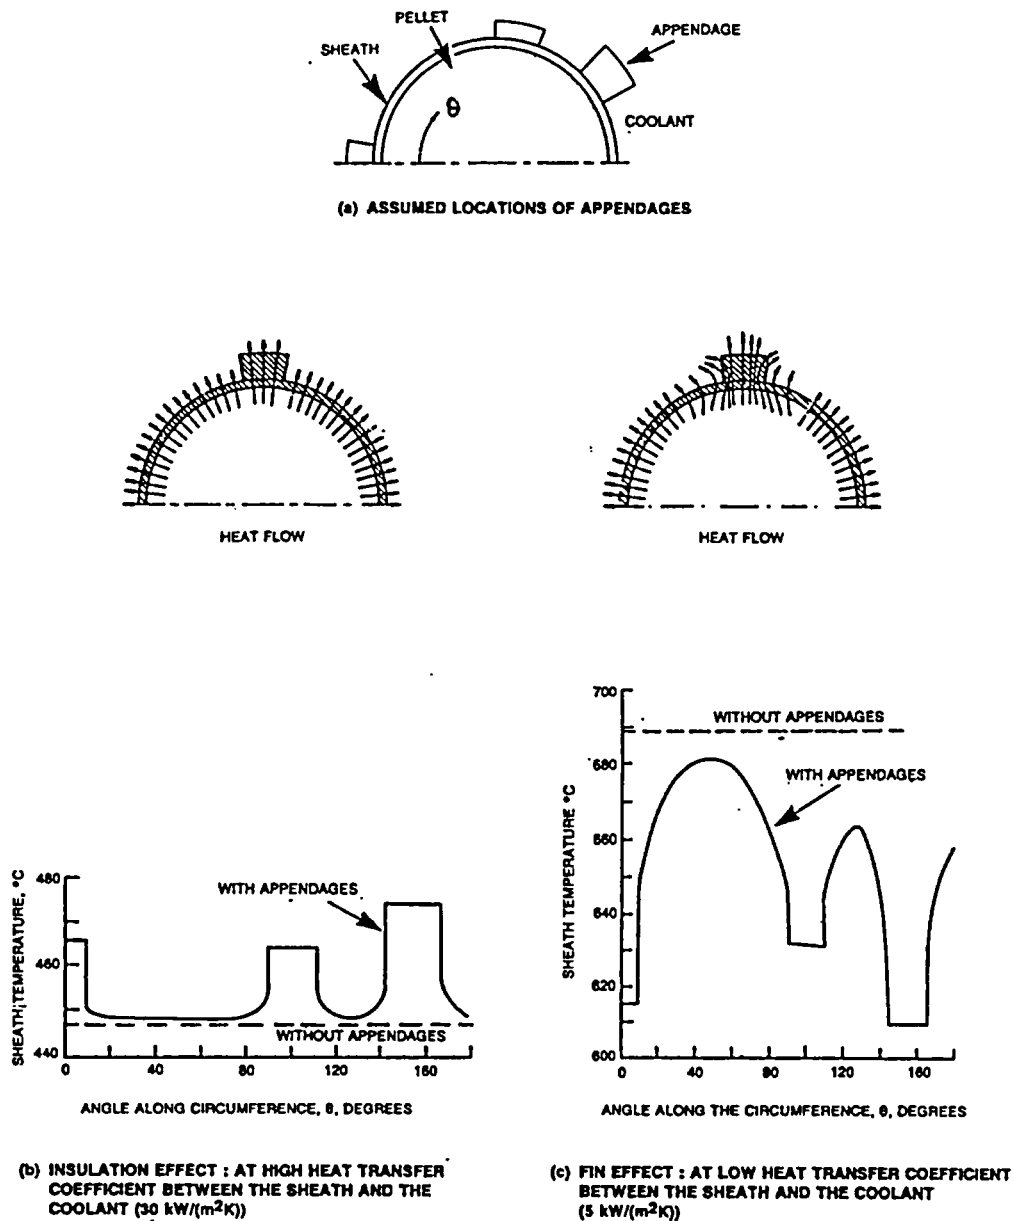 PELLET
SHEATH
APPENDAGE
θ
COOLANT
(a) ASSUMED LOCATIONS OF APPENDAGES
HEAT FLOW
HEAT FLOW
SHEATH TEMPERATURE, °C
480
460
440
WITH APPENDAGES
WITHOUT APPENDAGES
0 40 80 120 160
ANGLE ALONG CIRCUMFERENCE, θ, DEGREES
SHEATH TEMPERATURE °C
700
680
660
640
620
600
WITHOUT APPENDAGES
WITH APPENDAGES
0 40 80 120 160
ANGLE ALONG THE CIRCUMFERENCE, θ, DEGREES
(b) INSULATION EFFECT : AT HIGH HEAT TRANSFER
COEFFICIENT BETWEEN THE SHEATH AND THE
COOLANT (30 kW/(m²K))
(c) FIN EFFECT : AT LOW HEAT TRANSFER COEFFICIENT
BETWEEN THE SHEATH AND THE COOLANT
(5 kW/(m²K))